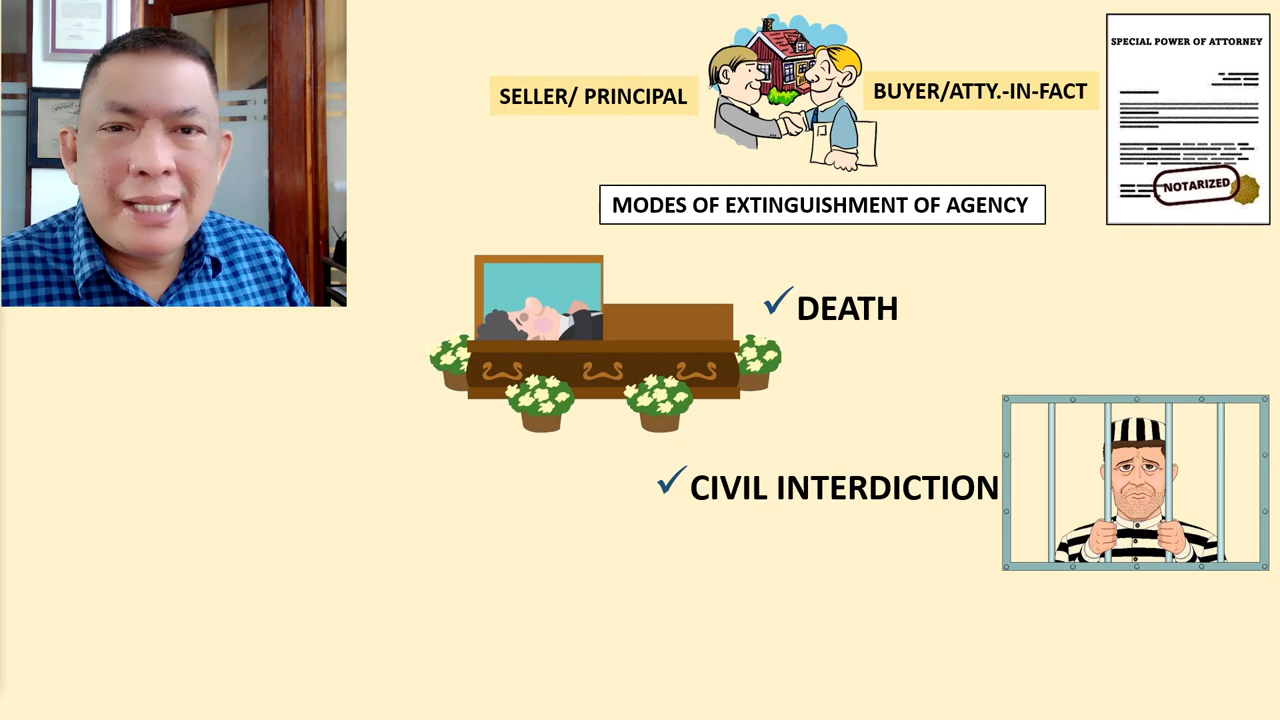 SELLER/ PRINCIPAL
BUYER/ATTY.-IN-FACT
SPECIAL POWER OF ATTORNEY
NOTARIZED
MODES OF EXTINGUISHMENT OF AGENCY
DEATH
CIVIL INTERDICTION